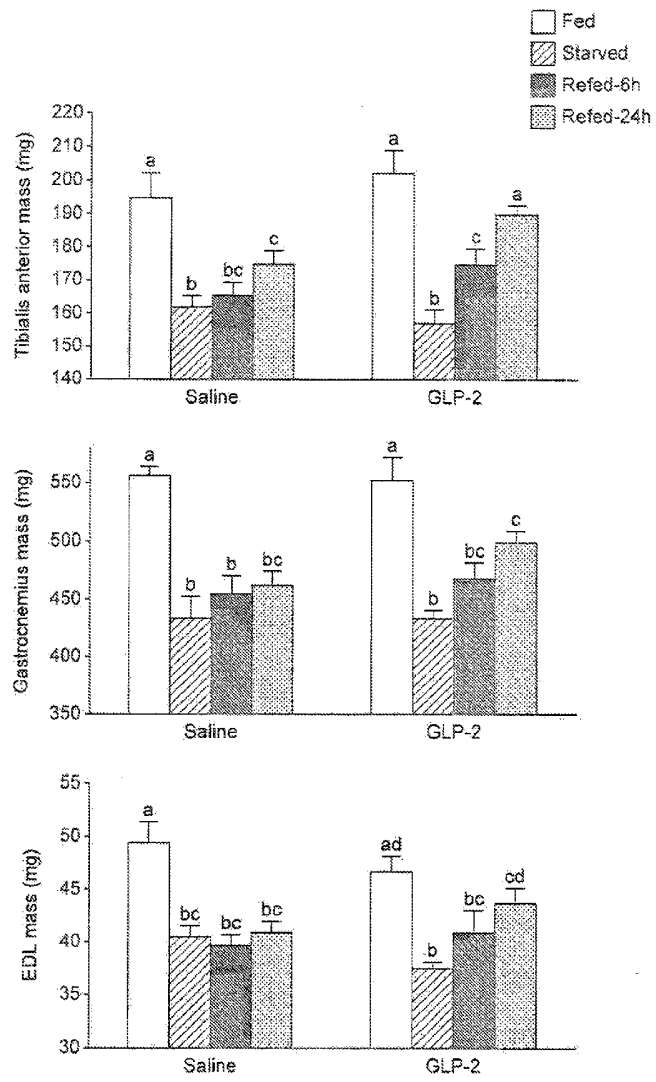 Fed
Starved
Refed-6h
Refed-24h
Tibialis anterior mass (mg)
220
210
200
190
180
170
160
150
140
a
b
bc
c
a
b
c
a
Saline
GLP-2
Gastrocnemius mass (mg)
550
500
450
400
350
a
b
b
bc
a
b
bc
c
Saline
GLP-2
EDL mass (mg)
55
50
45
40
35
30
a
bc
bc
bc
ad
b
bc
cd
Saline
GLP-2